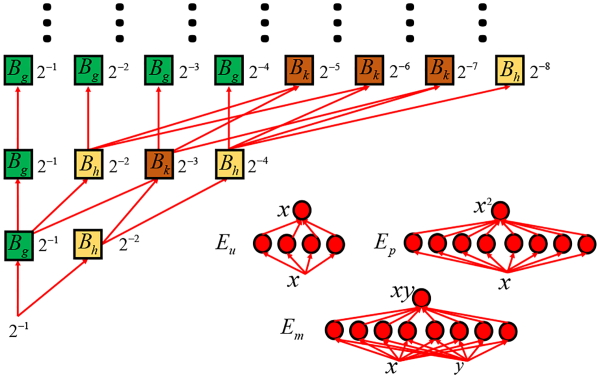 B_g 2^{-1} B_g 2^{-2} B_g 2^{-3} B_g 2^{-4} B_k 2^{-5} B_k 2^{-6} B_k 2^{-7} B_h 2^{-8}
B_g 2^{-1} B_h 2^{-2} B_k 2^{-3} B_h 2^{-4}
B_g 2^{-1} B_h 2^{-2}
2^{-1}
x
E_u
x
x^2
E_p
x
xy
E_m
x y